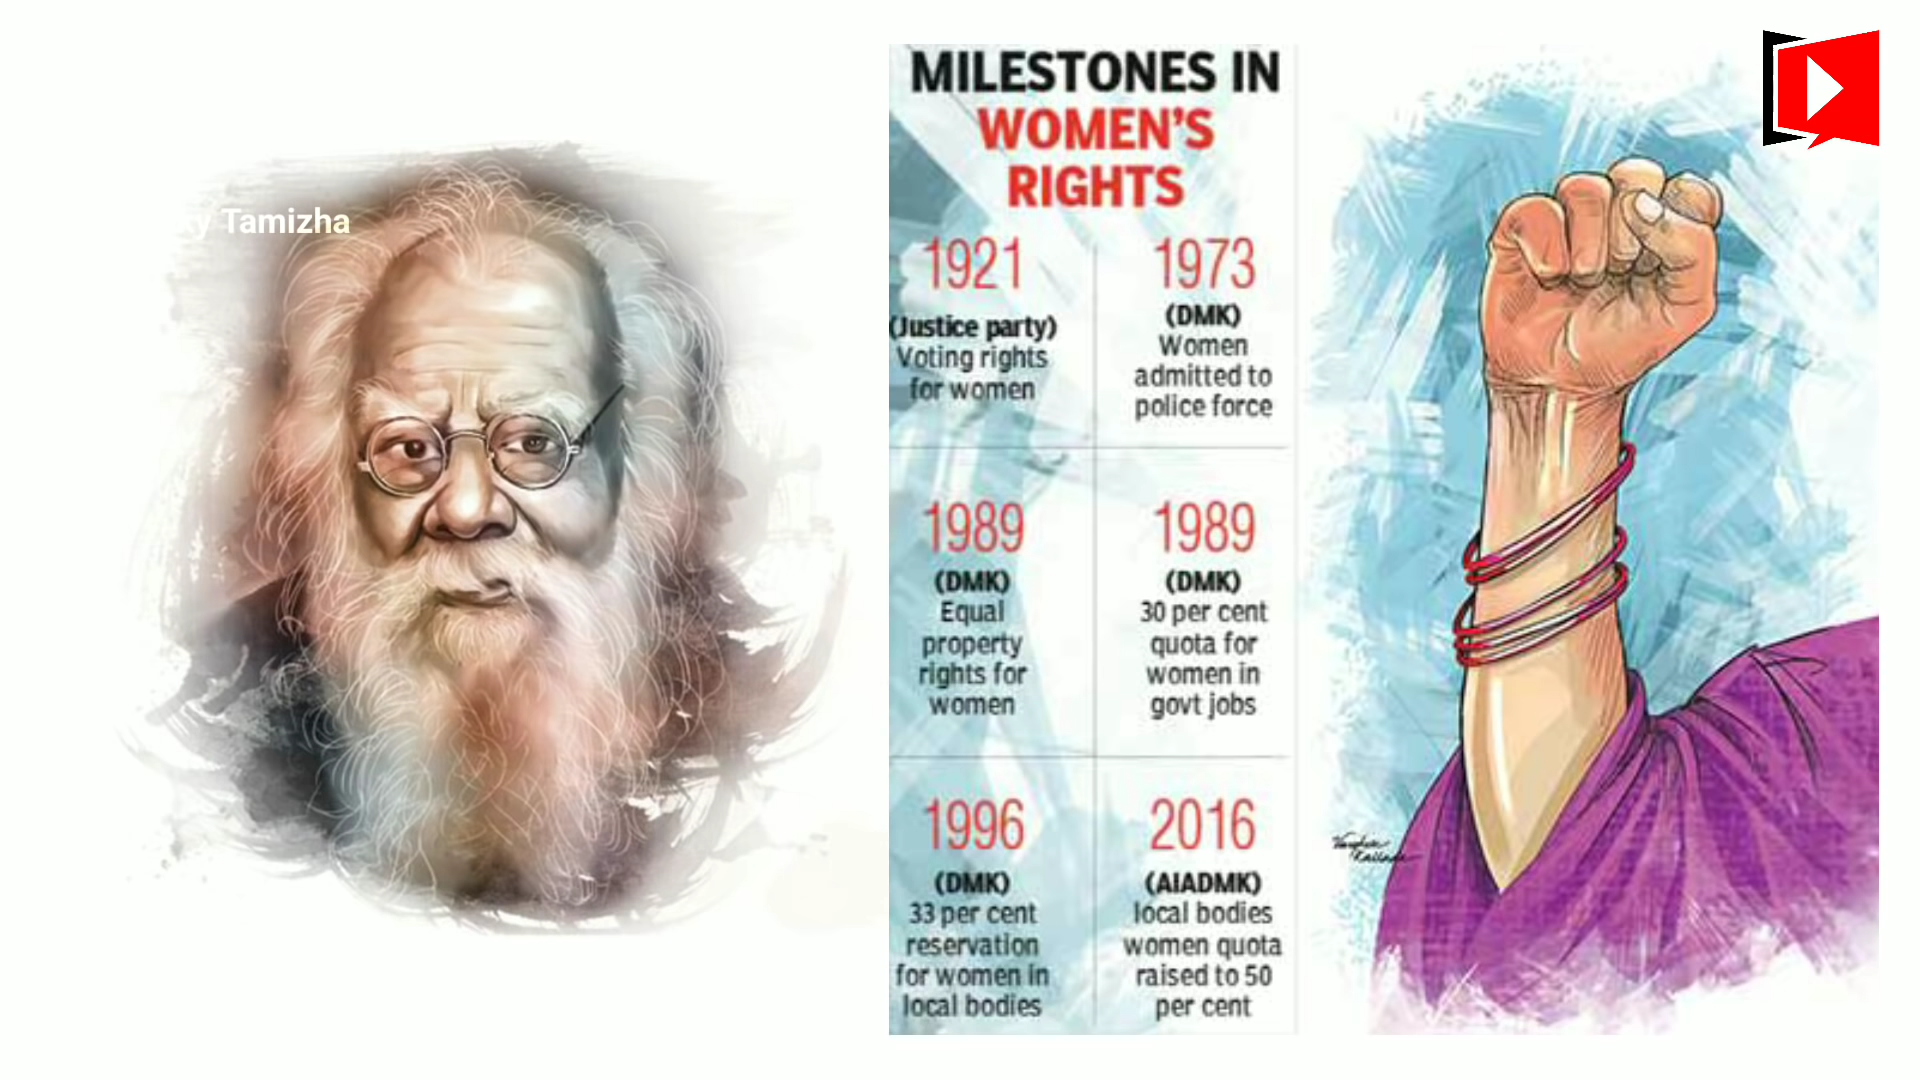 Tamizha
MILESTONES IN
WOMEN'S
RIGHTS
1921
(Justice party)
Voting rights
for women
1973
(DMK)
Women
admitted to
police force
1989
(DMK)
Equal
property
rights for
women
1989
(DMK)
30 per cent
quota for
women in
govt jobs
1996
(DMK)
33 per cent
reservation
for women in
local bodies
2016
(AIADMK)
local bodies
women quota
raised to 50
per cent